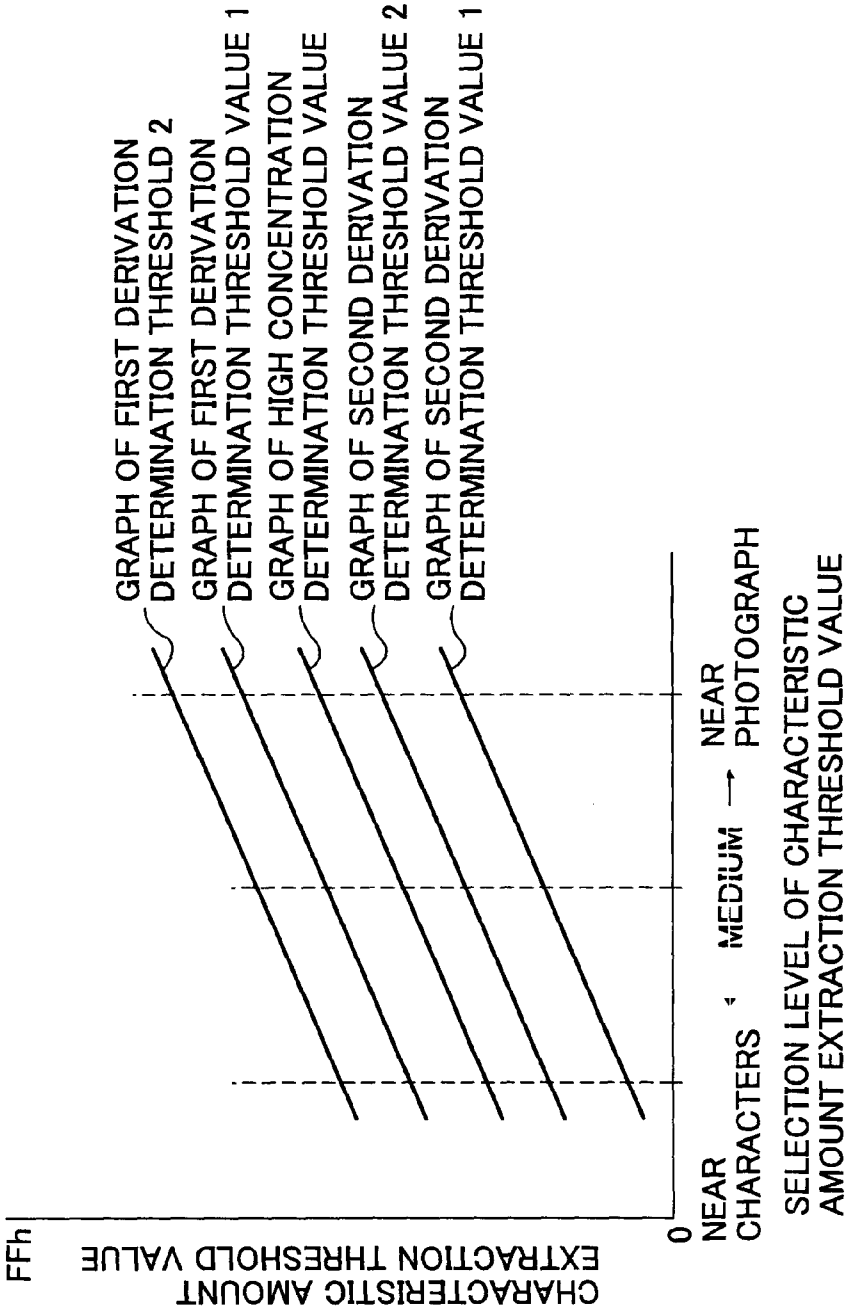 FFh
CHARACTERISTIC AMOUNT
EXTRACTION THRESHOLD VALUE
GRAPH OF FIRST DERIVATION
DETERMINATION THRESHOLD 2
GRAPH OF FIRST DERIVATION
DETERMINATION THRESHOLD VALUE 1
GRAPH OF HIGH CONCENTRATION
DETERMINATION THRESHOLD VALUE
GRAPH OF SECOND DERIVATION
DETERMINATION THRESHOLD VALUE 2
GRAPH OF SECOND DERIVATION
DETERMINATION THRESHOLD VALUE 1
0
NEAR
CHARACTERS
MEDIUM →
NEAR
PHOTOGRAPH
SELECTION LEVEL OF CHARACTERISTIC
AMOUNT EXTRACTION THRESHOLD VALUE